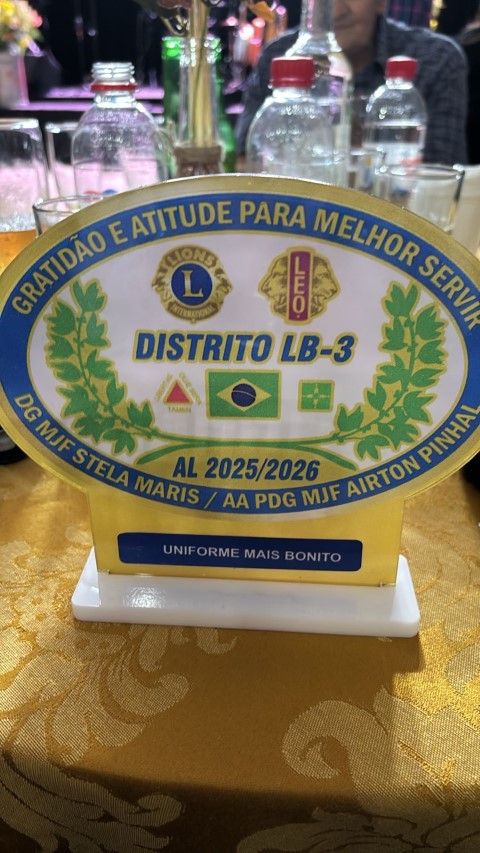 GRATIDÃO E ATITUDE PARA MELHOR SERVIR
LIONS
L
INTERNATIONAL
LEO
DISTRITO LB-3
AL 2025/2026
DG MJF STELA MARIS / AA PDG MJF AIRTON PINHAL
UNIFORME MAIS BONITO